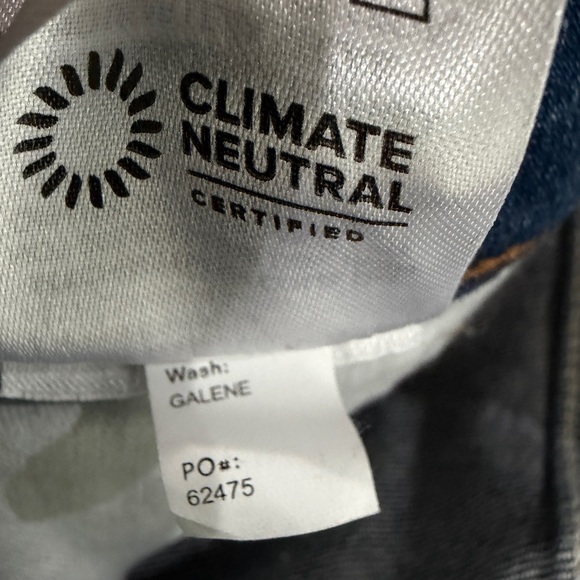 CLIMATE
NEUTRAL
CERTIFIED
Wash:
GALENE
PO#:
62475